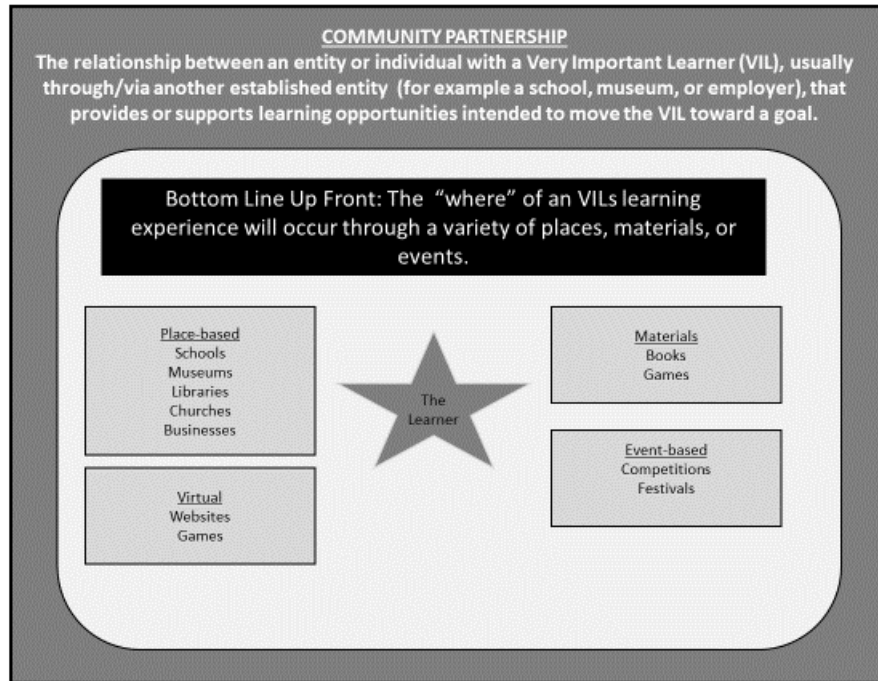 COMMUNITY PARTNERSHIP
The relationship between an entity or individual with a Very Important Learner (VIL), usually
through/via another established entity (for example a school, museum, or employer), that
provides or supports learning opportunities intended to move the VIL toward a goal.
Bottom Line Up Front: The "where" of an VILs learning
experience will occur through a variety of places, materials, or
events.
Place-based
Schools
Museums
Libraries
Churches
Businesses
Virtual
Websites
Games
The
Learner
Materials
Books
Games
Event-based
Competitions
Festivals